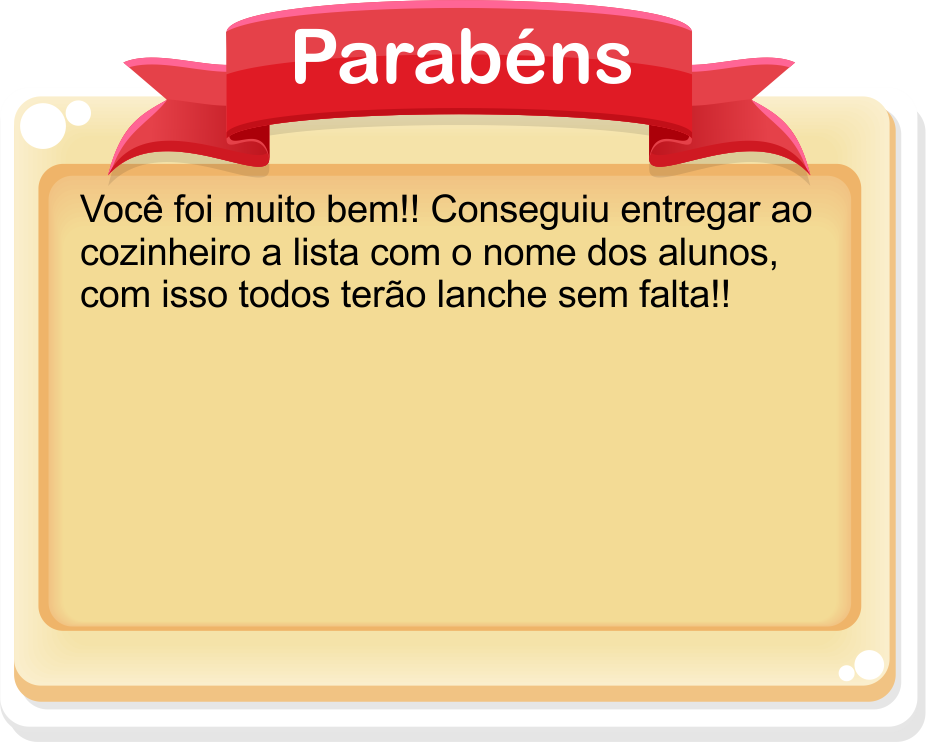 Parabéns
Você foi muito bem!! Conseguiu entregar ao
cozinheiro a lista com o nome dos alunos,
com isso todos terão lanche sem falta!!